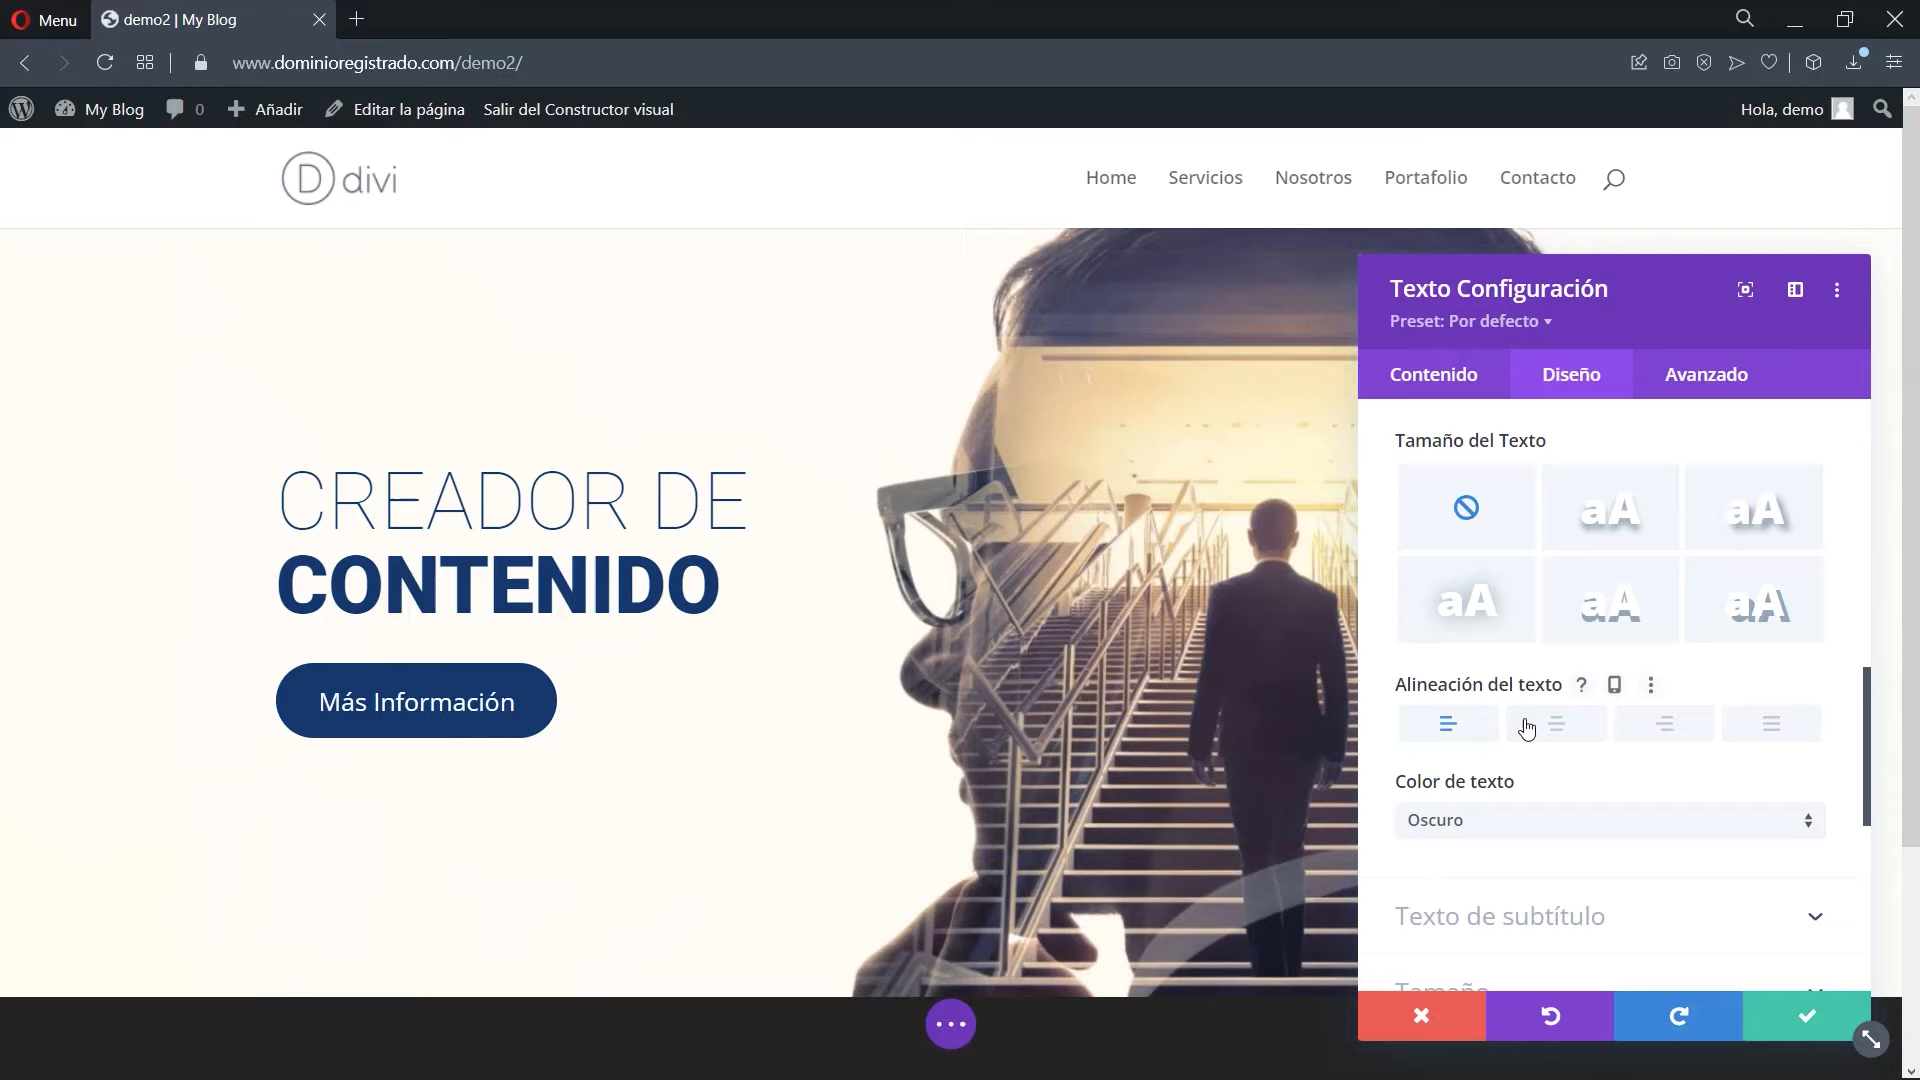 Menu
demo2 | My Blog
www.dominioregistrado.com/demo2/
My Blog
0
Añadir
Editar la página
Salir del Constructor visual
Hola, demo
D divi
Home
Servicios
Nosotros
Portafolio
Contacto
CREADOR DE
CONTENIDO
Más Información
Texto Configuración
Preset: Por defecto
Contenido
Diseño
Avanzado
Tamaño del Texto
aA
aA
aA
aA
aA
Alineación del texto ?
Color de texto
Oscuro
Texto de subtítulo
Tamaño